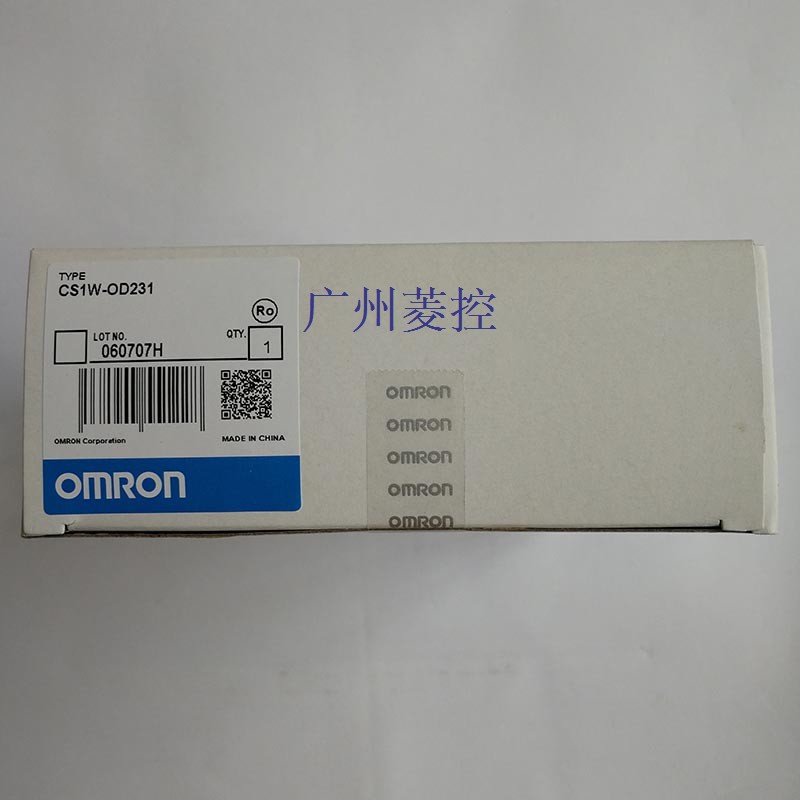 TYPE
CS1W-OD231
Ro
广州菱控
LOT NO.
060707H
QTY.
1
OMRON Corporation
MADE IN CHINA
OMRON
OMRON
OMRON
OMRON
OMRON
OMRON